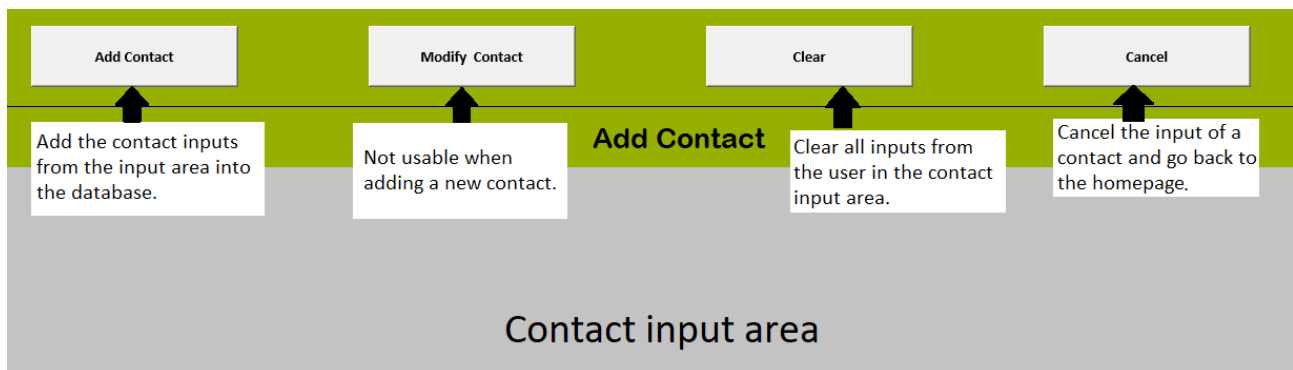 Add Contact
Modify Contact
Clear
Cancel
Add the contact inputs
from the input area into
the database.
Not usable when
adding a new contact.
Add Contact
Clear all inputs from
the user in the contact
input area.
Cancel the input of a
contact and go back to
the homepage.
Contact input area